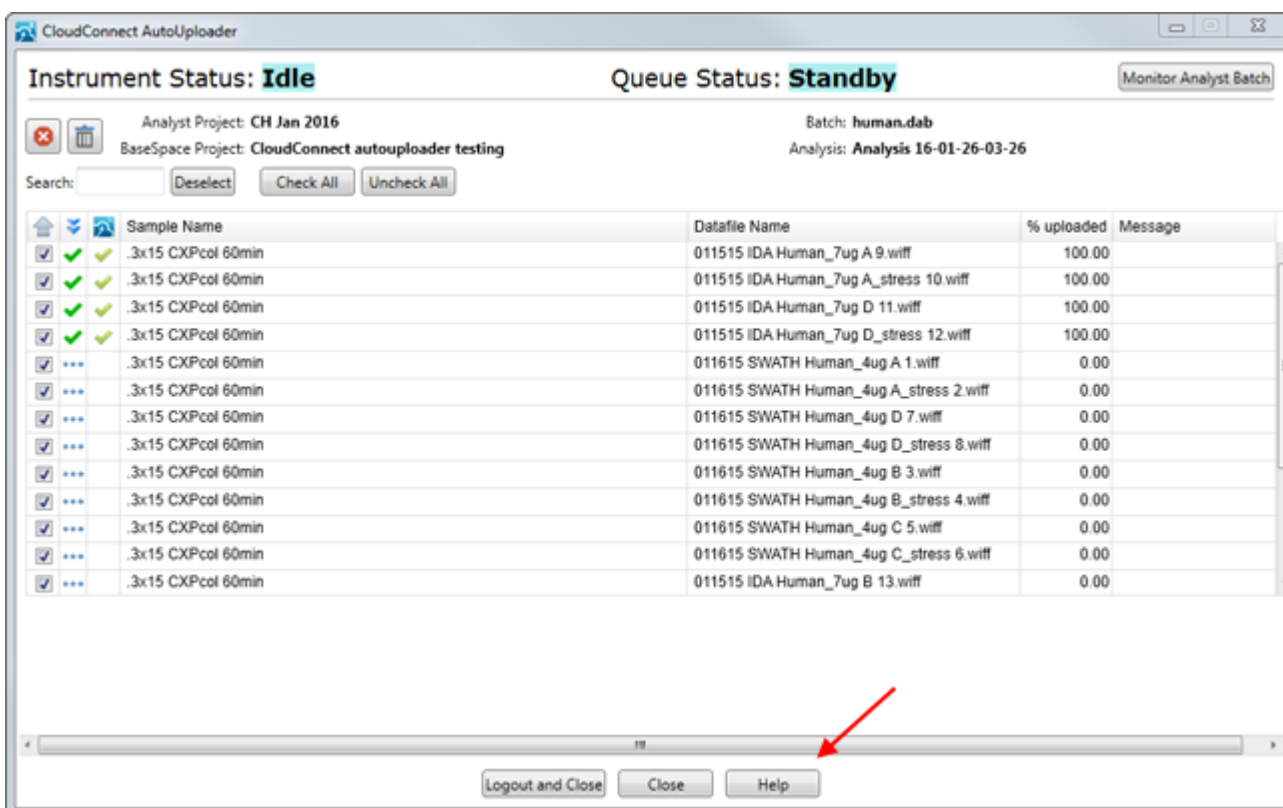 CloudConnect AutoUploader
Instrument Status: Idle Queue Status: Standby Monitor Analyst Batch
Analyst Project: CH Jan 2016 Batch: human.dab
BaseSpace Project: CloudConnect autouploader testing Analysis: Analysis 16-01-26-03-26
Search: Deselect Check All Uncheck All
Sample Name Datafile Name % uploaded Message
.3x15 CXPcol 60min 011515 IDA Human_7ug A 9.wiff 100.00
.3x15 CXPcol 60min 011515 IDA Human_7ug A_stress 10.wiff 100.00
.3x15 CXPcol 60min 011515 IDA Human_7ug D 11.wiff 100.00
.3x15 CXPcol 60min 011515 IDA Human_7ug D_stress 12.wiff 100.00
.3x15 CXPcol 60min 011615 SWATH Human_4ug A 1.wiff 0.00
.3x15 CXPcol 60min 011615 SWATH Human_4ug A_stress 2.wiff 0.00
.3x15 CXPcol 60min 011615 SWATH Human_4ug D 7.wiff 0.00
.3x15 CXPcol 60min 011615 SWATH Human_4ug D_stress 8.wiff 0.00
.3x15 CXPcol 60min 011615 SWATH Human_4ug B 3.wiff 0.00
.3x15 CXPcol 60min 011615 SWATH Human_4ug B_stress 4.wiff 0.00
.3x15 CXPcol 60min 011615 SWATH Human_4ug C 5.wiff 0.00
.3x15 CXPcol 60min 011615 SWATH Human_4ug C_stress 6.wiff 0.00
.3x15 CXPcol 60min 011515 IDA Human_7ug B 13.wiff 0.00
Logout and Close Close Help